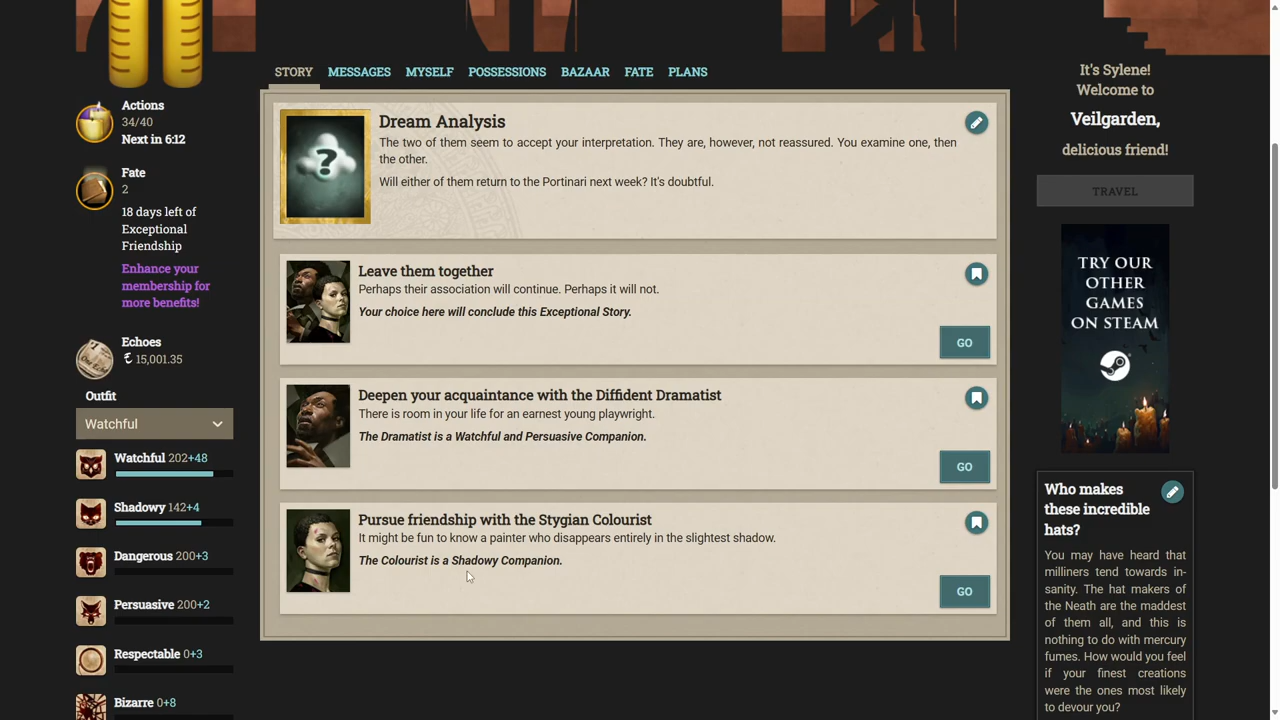 STORY MESSAGES MYSELF POSSESSIONS BAZAAR FATE PLANS
Actions
34/40
Next in 6:12
Fate
2
18 days left of
Exceptional
Friendship
Enhance your
membership for
more benefits!
Echoes
15,001.35
Outfit
Watchful
Watchful 202+48
Shadowy 142+4
Dangerous 200+3
Persuasive 200+2
Respectable 0+3
Bizarre 0+8
Dream Analysis
The two of them seem to accept your interpretation. They are, however, not reassured. You examine one, then
the other.
Will either of them return to the Portinari next week? It's doubtful.
?
Leave them together
Perhaps their association will continue. Perhaps it will not.
Your choice here will conclude this Exceptional Story.
GO
Deepen your acquaintance with the Diffident Dramatist
There is room in your life for an earnest young playwright.
The Dramatist is a Watchful and Persuasive Companion.
GO
Pursue friendship with the Stygian Colourist
It might be fun to know a painter who disappears entirely in the slightest shadow.
The Colourist is a Shadowy Companion.
GO
It's Sylene!
Welcome to
Veilgarden,
delicious friend!
TRAVEL
TRY OUR
OTHER
GAMES
ON STEAM
Who makes
these incredible
hats?
You may have heard that
milliners tend towards in-
sanity. The hat makers of
the Neath are the maddest
of them all, and this is
nothing to do with mercury
fumes. How would you feel
if your finest creations
were the ones most likely
to devour you?